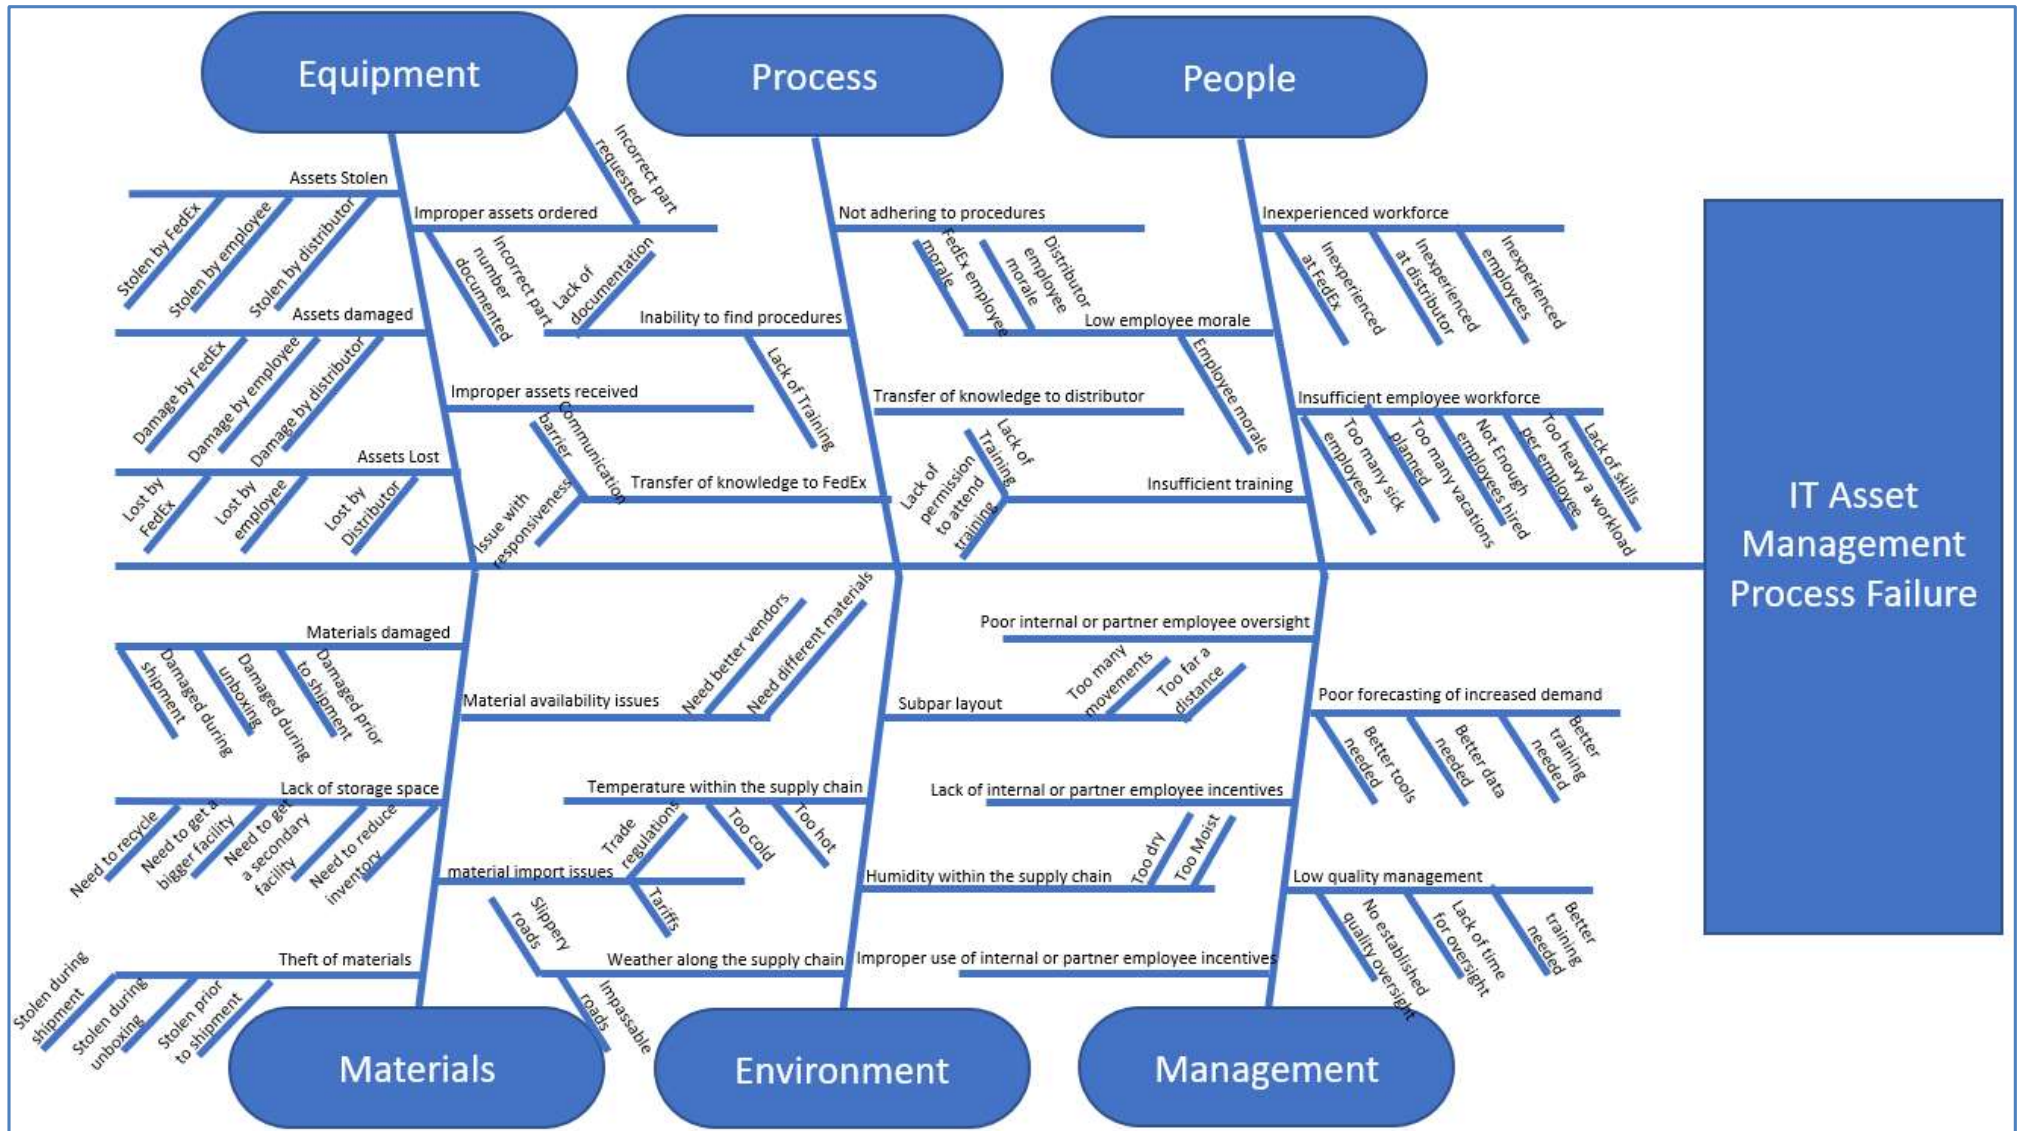 Equipment
Process
People
Assets Stolen
Stolen by FedEx
Stolen by employee
Stolen by distributor
Assets damaged
Damage by FedEx
Damage by employee
Damage by distributor
Assets Lost
Lost by
FedEx
Lost by
employee
Lost by
Distributor
Improper assets ordered
Incorrect part
requested
Incorrect part
number
documented
Improper assets received
Inability to find procedures
Lack of
documentation
Lack of Training
Transfer of knowledge to FedEx
Communication
barrier
Issue with
responsiveness
Not adhering to procedures
FedEx employee
morale
Distributor
employee
morale
Transfer of knowledge to distributor
Low employee morale
Employee morale
Insufficient training
Lack of
Training
Lack of
permission
to attend
training
Inexperienced workforce
Inexperienced
at FedEx
Inexperienced
at distributor
Inexperienced
employees
Insufficient employee workforce
Too many sick
employees
Too many vacations
planned
Not Enough
employees hired
Too heavy a workload
per employee
Lack of skills
IT Asset
Management
Process Failure
Materials damaged
Damaged during
shipment
Damaged during
unboxing
Damaged prior
to shipment
Lack of storage space
Need to recycle
Need to get a
bigger facility
Need to get
a secondary
facility
Need to reduce
inventory
Theft of materials
Stolen during
shipment
Stolen during
unboxing
Stolen prior
to shipment
Material availability issues
Need better vendors
Need different materials
material import issues
Trade
regulations
Tariffs
Temperature within the supply chain
Too cold
Too hot
Weather along the supply chain
Slippery
roads
Impassable
roads
Subpar layout
Too many
movements
Too far a
distance
Humidity within the supply chain
Too dry
Too Moist
Poor internal or partner employee oversight
Lack of internal or partner employee incentives
Improper use of internal or partner employee incentives
Poor forecasting of increased demand
Better tools
needed
Better data
needed
Better
training
needed
Low quality management
No established
quality oversight
Lack of time
for oversight
Better
training
needed
Materials
Environment
Management